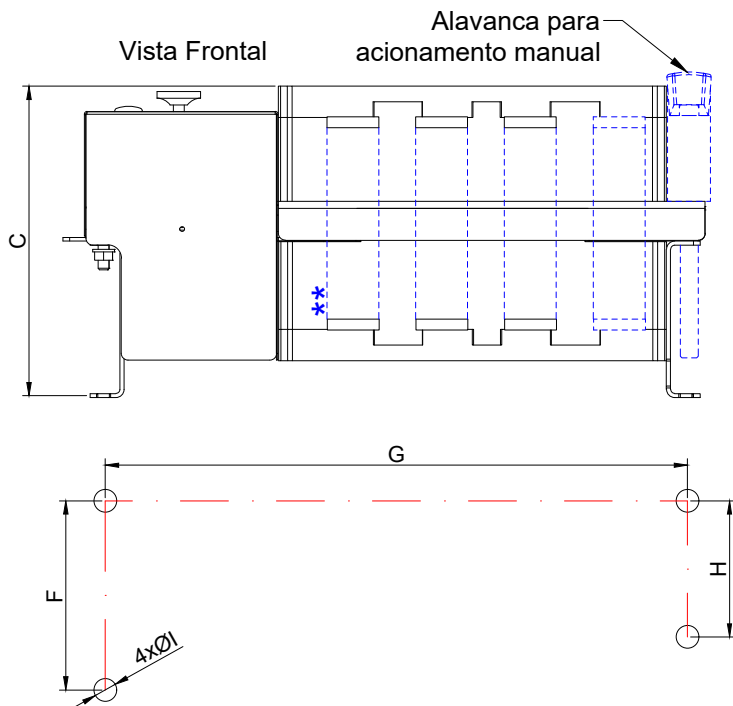 Alavanca para
acionamento manual
Vista Frontal
C
**
G
F
H
4xØI